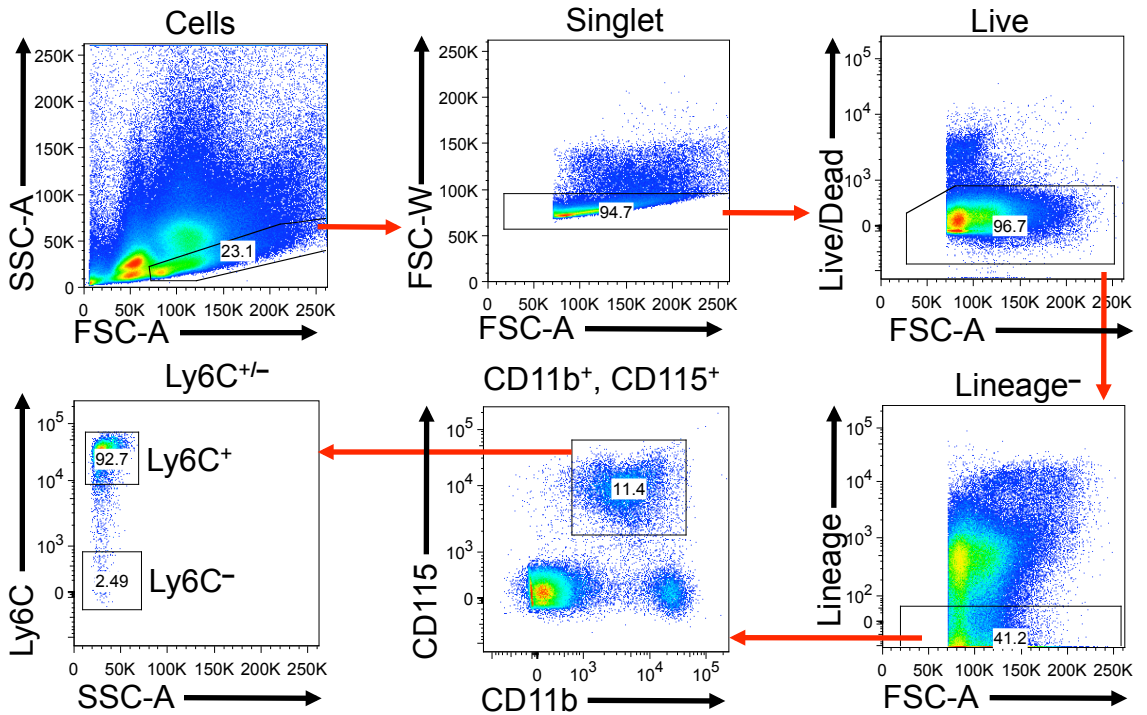 Cells
SSC-A
250K
200K
150K
100K
50K
0
23.1
0 50K 100K 150K 200K 250K
FSC-A
Singlet
FSC-W
250K
200K
150K
100K
50K
0
94.7
0 50K 100K 150K 200K 250K
FSC-A
Live
Live/Dead
10⁵
10⁴
10³
0
96.7
0 50K 100K 150K 200K 250K
FSC-A
Ly6C⁺/⁻
Ly6C
10⁵
10⁴
10³
0
92.7
Ly6C⁺
2.49
Ly6C⁻
0 50K 100K 150K 200K 250K
SSC-A
CD11b⁺, CD115⁺
CD115
10⁵
10⁴
10³
0
11.4
0 10³ 10⁴ 10⁵
CD11b
Lineage⁻
Lineage
10⁵
10⁴
10³
10²
0
41.2
0 50K 100K 150K 200K 250K
FSC-A